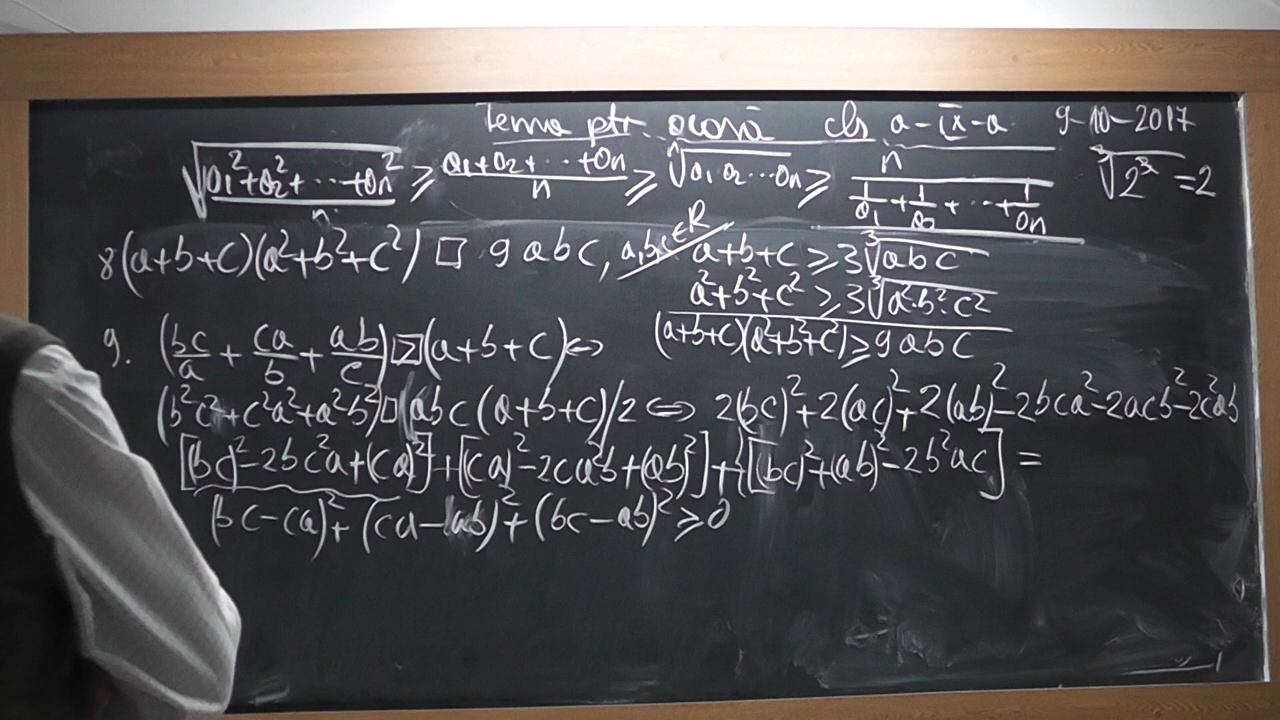 Tema ptr. acasă cls a-IX-a 9-10-2017
√((a₁²+a₂²+⋯+an²)/n) ≥ (a₁+a₂+⋯+an)/n ≥ ⁿ√(a₁a₂⋯an) ≥ n/(1/a₁+1/a₂+⋯+1/an) ³√(2³)=2
8(a+b+c)(a²+b²+c²) □ 9abc, a,b,c∈R a+b+c ≥ 3³√(abc)
a²+b²+c² ≥ 3³√(a²·b²·c²)
(a+b+c)(a²+b²+c²) ≥ 9abc
9. (bc/a + ca/b + ab/c) ≥ (a+b+c) ⇔
(b²c²+c²a²+a²b²) □ (abc(a+b+c)/2 ⇔ 2(bc)²+2(ac)²+2(ab)²-2bca²-2acb²-2c²ab
[(bc)²-2bc²a+(ca)²]+[(ca)²-2ca²b+(ab)²]+[(bc)²+(ab)²-2b²ac] =
(bc-ca)²+(ca-ab)²+(bc-ab)² ≥ 0